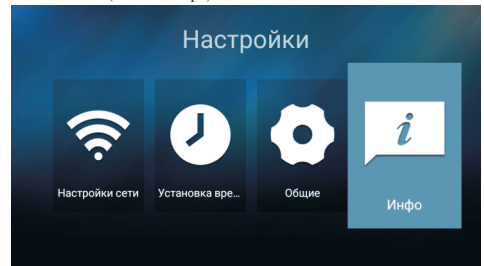 Настройки
Настройки сети
Установка вре...
Общие
i
Инфо